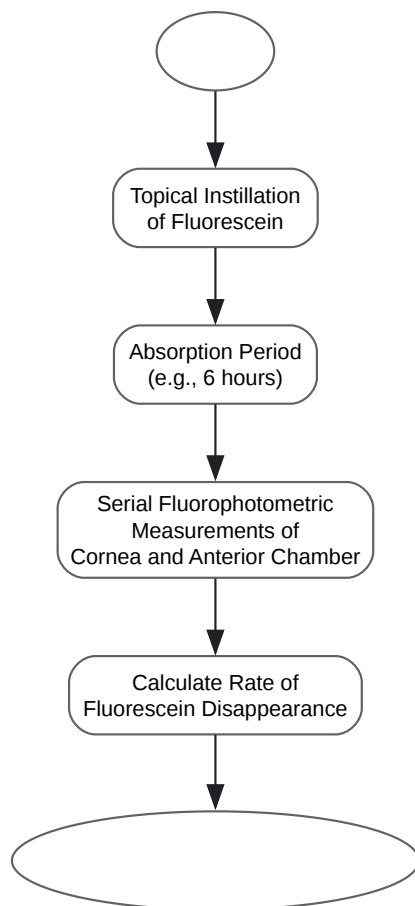 Topical Instillation
of Fluorescein
Absorption Period
(e.g., 6 hours)
Serial Fluorophotometric
Measurements of
Cornea and Anterior Chamber
Calculate Rate of
Fluorescein Disappearance